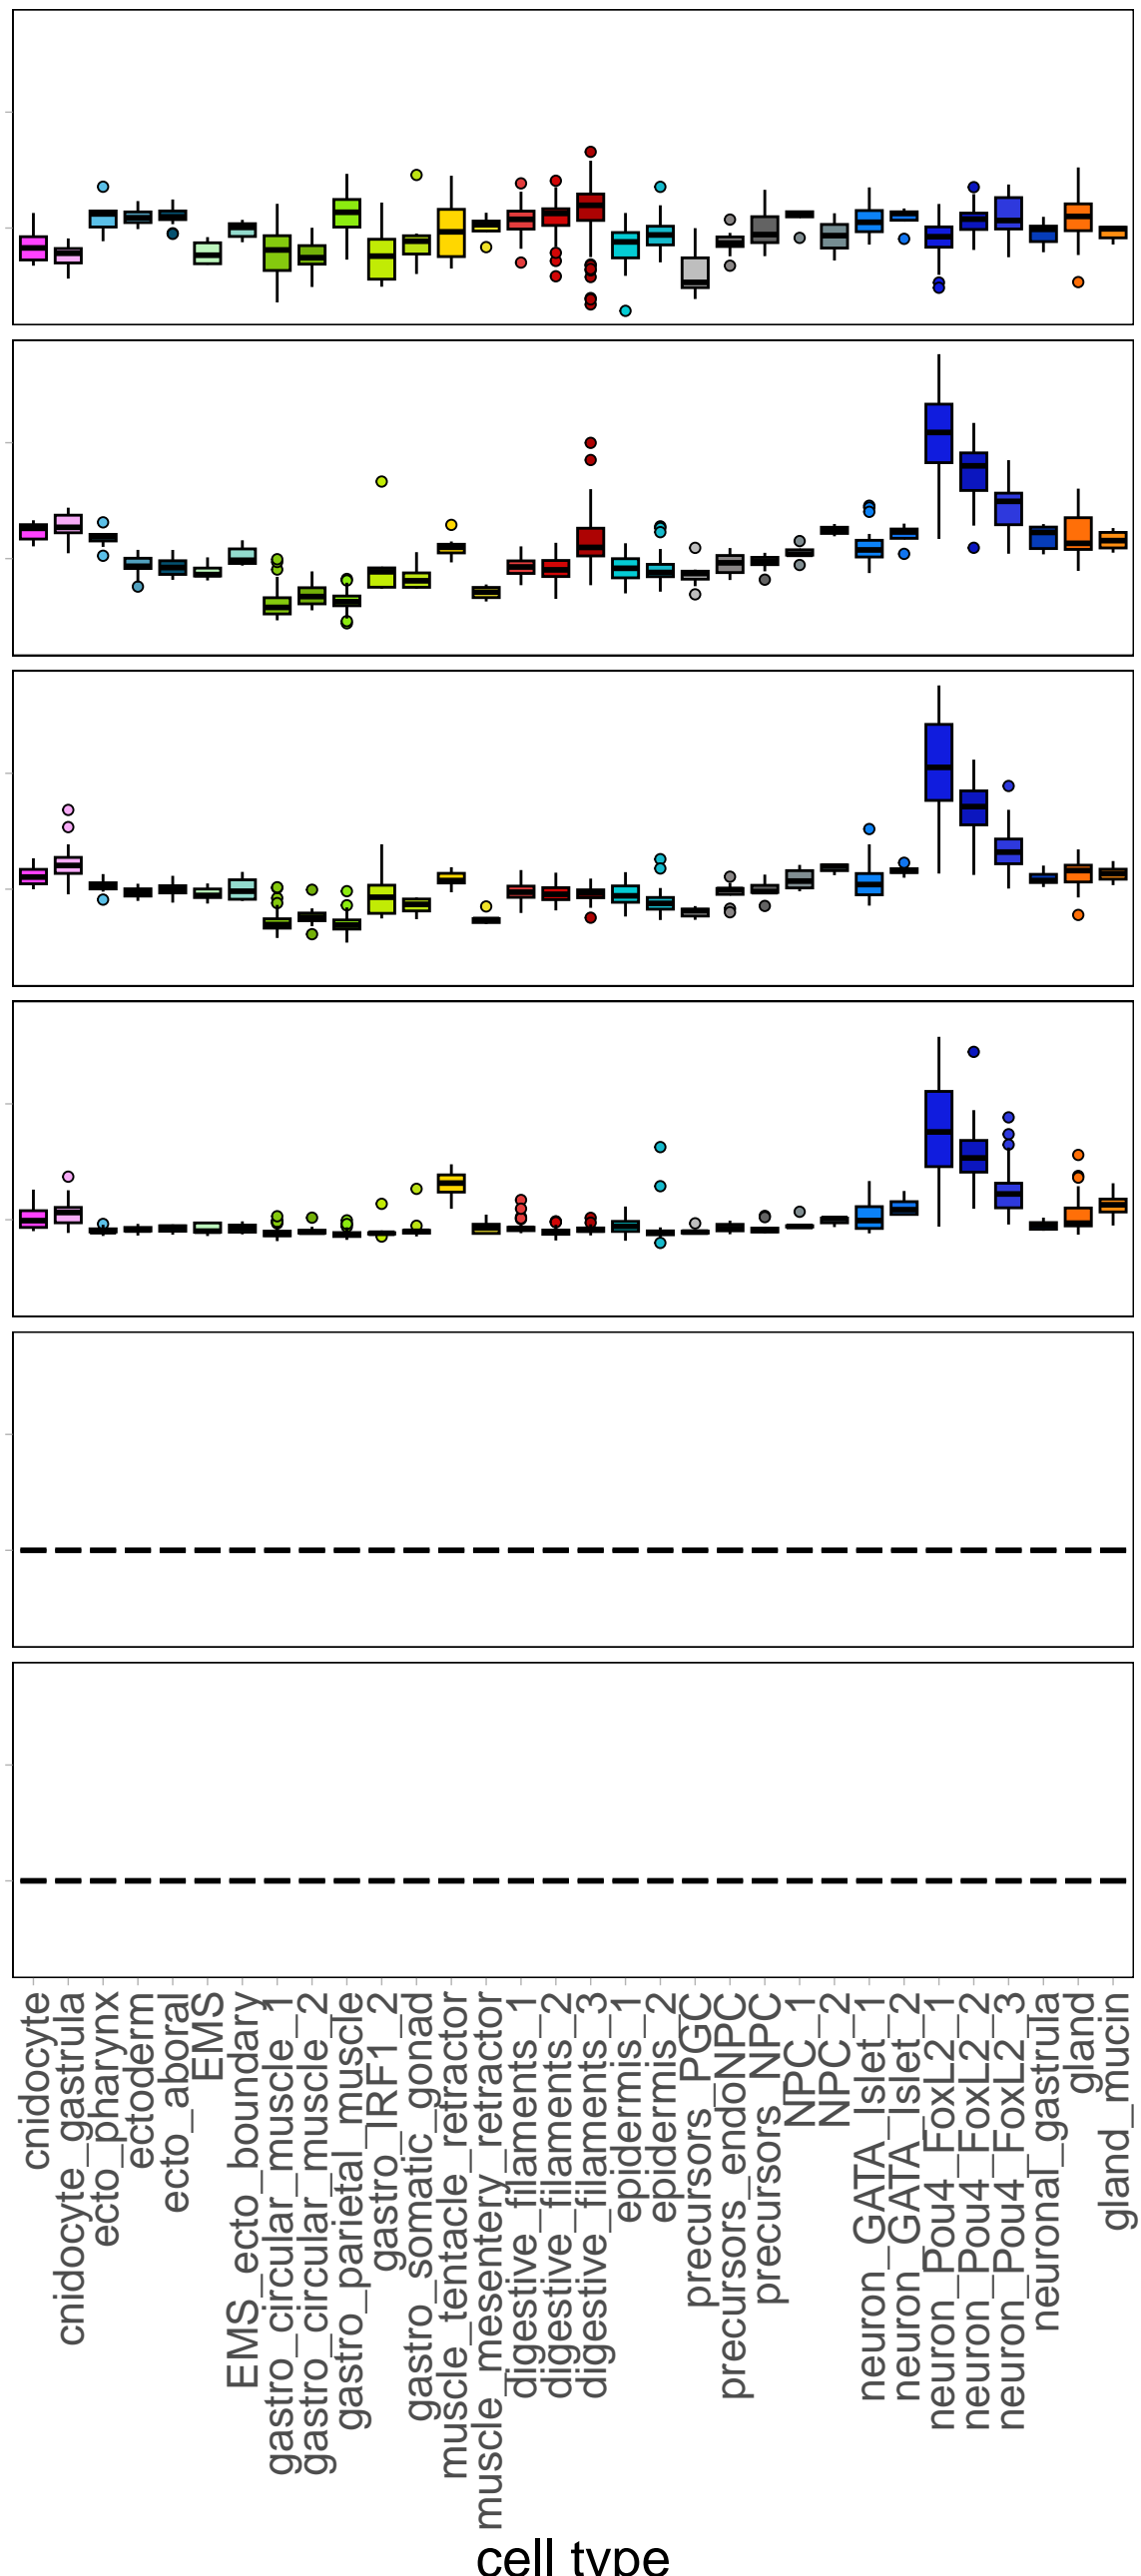 cnidocyte
cnidocyte_gastrula
ecto_pharynx
ectoderm
ecto_aboral
EMS
EMS_ecto_boundary
gastro_circular_muscle_1
gastro_circular_muscle_2
gastro_parietal_muscle
gastro_IRF1_2
gastro_somatic_gonad
muscle_tentacle_retractor
muscle_mesentery_retractor
digestive_filaments_1
digestive_filaments_2
digestive_filaments_3
epidermis_1
epidermis_2
precursors_PGC
precursors_endoNPC
precursors_NPC
NPC_1
NPC_2
neuron_GATA_Islet_1
neuron_GATA_Islet_2
neuron_Pou4_FoxL2_1
neuron_Pou4_FoxL2_2
neuron_Pou4_FoxL2_3
neuronal_gastrula
gland
gland_mucin
cell type